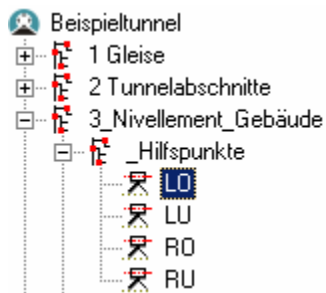 Beispieltunnel
1 Gleise
2 Tunnelabschnitte
3_Nivellement_Gebäude
_Hilfspunkte
LO
LU
RO
RU